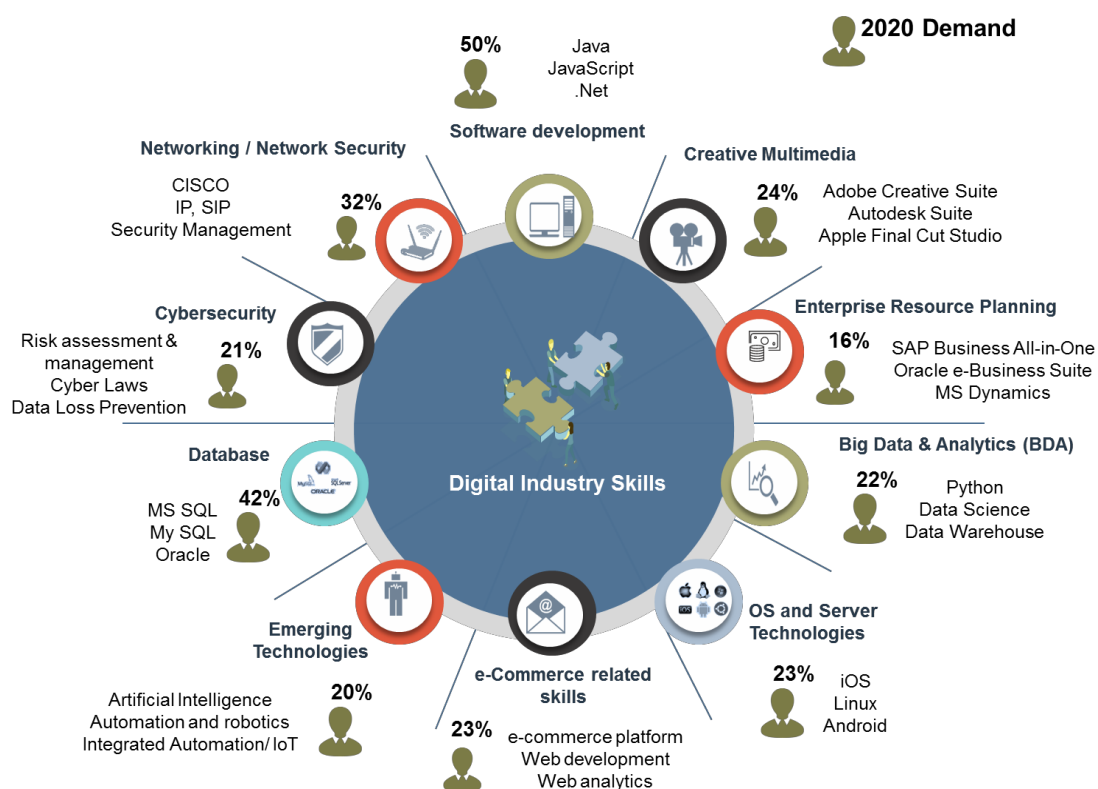 2020 Demand
50%
Java
JavaScript
.Net
Software development
Networking / Network Security
CISCO
IP, SIP
Security Management
32%
Creative Multimedia
24%
Adobe Creative Suite
Autodesk Suite
Apple Final Cut Studio
Cybersecurity
Risk assessment &
management
Cyber Laws
Data Loss Prevention
21%
Enterprise Resource Planning
16%
SAP Business All-in-One
Oracle e-Business Suite
MS Dynamics
Database
MS SQL
My SQL
Oracle
42%
ORACLE
Digital Industry Skills
Big Data & Analytics (BDA)
22%
Python
Data Science
Data Warehouse
Emerging
Technologies
Artificial Intelligence
Automation and robotics
Integrated Automation/ IoT
20%
@
e-Commerce related
skills
23%
e-commerce platform
Web development
Web analytics
OS and Server
Technologies
23%
iOS
Linux
Android